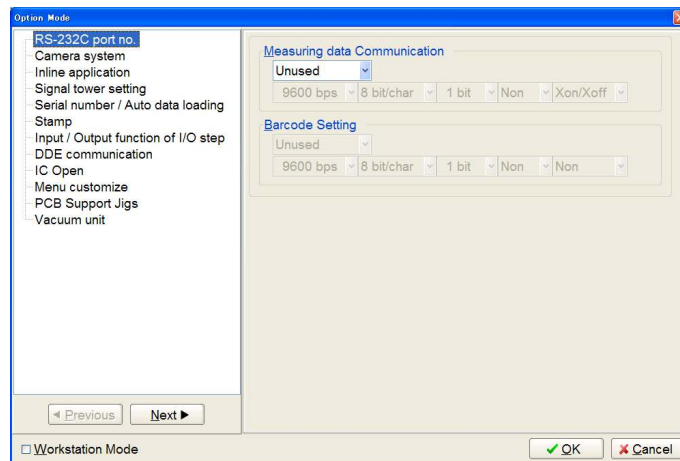 Option Mode
RS-232C port no.
Camera system
Inline application
Signal tower setting
Serial number / Auto data loading
Stamp
Input / Output function of I/O step
DDE communication
IC Open
Menu customize
PCB Support Jigs
Vacuum unit
Previous
Next
Workstation Mode
Measuring data Communication
Unused
9600 bps 8 bit/char 1 bit Non Xon/Xoff
Barcode Setting
Unused
9600 bps 8 bit/char 1 bit Non Non
OK Cancel